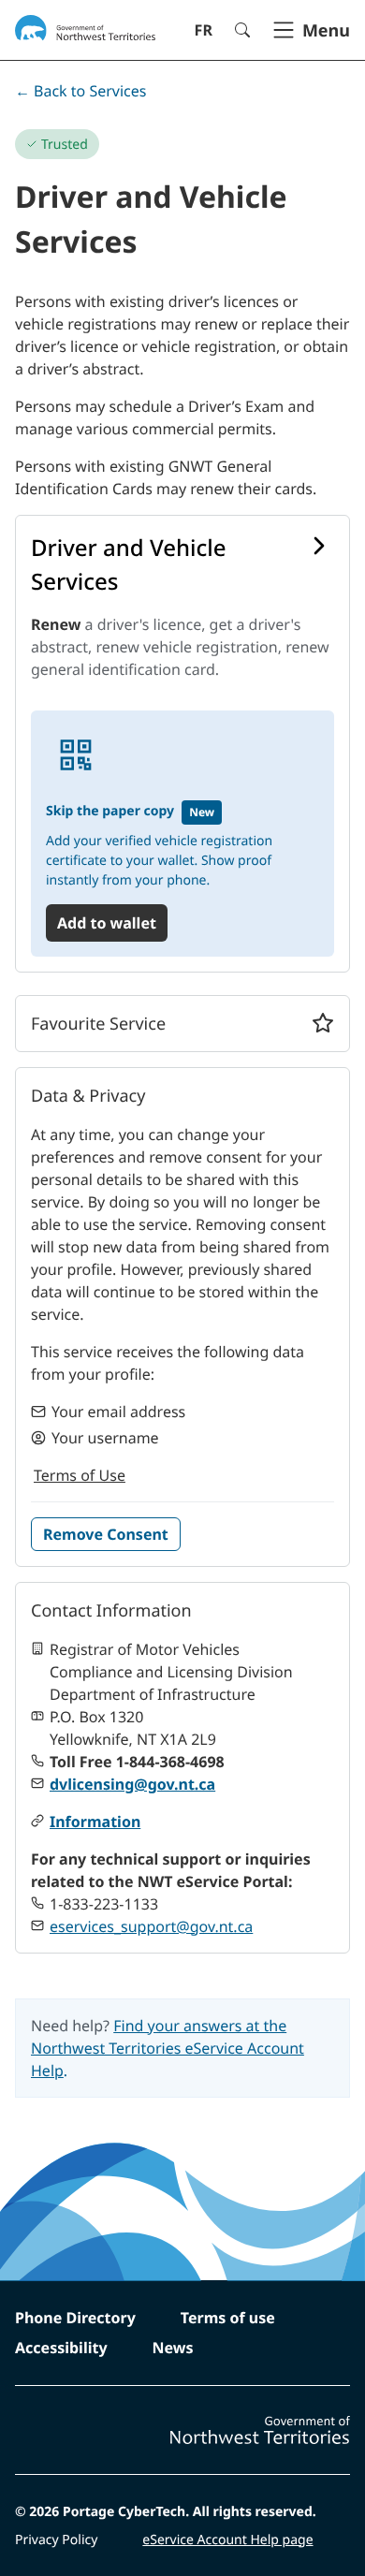 Government of
Northwest Territories
FR
Menu
← Back to Services
Trusted
Driver and Vehicle
Services
Persons with existing driver’s licences or
vehicle registrations may renew or replace their
driver’s licence or vehicle registration, or obtain
a driver’s abstract.
Persons may schedule a Driver’s Exam and
manage various commercial permits.
Persons with existing GNWT General
Identification Cards may renew their cards.
Driver and Vehicle
Services
Renew a driver's licence, get a driver's
abstract, renew vehicle registration, renew
general identification card.
Skip the paper copy New
Add your verified vehicle registration
certificate to your wallet. Show proof
instantly from your phone.
Add to wallet
Favourite Service
Data & Privacy
At any time, you can change your
preferences and remove consent for your
personal details to be shared with this
service. By doing so you will no longer be
able to use the service. Removing consent
will stop new data from being shared from
your profile. However, previously shared
data will continue to be stored within the
service.
This service receives the following data
from your profile:
Your email address
Your username
Terms of Use
Remove Consent
Contact Information
Registrar of Motor Vehicles
Compliance and Licensing Division
Department of Infrastructure
P.O. Box 1320
Yellowknife, NT X1A 2L9
Toll Free 1-844-368-4698
dvlicensing@gov.nt.ca
Information
For any technical support or inquiries
related to the NWT eService Portal:
1-833-223-1133
eservices_support@gov.nt.ca
Need help? Find your answers at the
Northwest Territories eService Account
Help.
Phone Directory
Terms of use
Accessibility
News
Government of
Northwest Territories
© 2026 Portage CyberTech. All rights reserved.
Privacy Policy
eService Account Help page